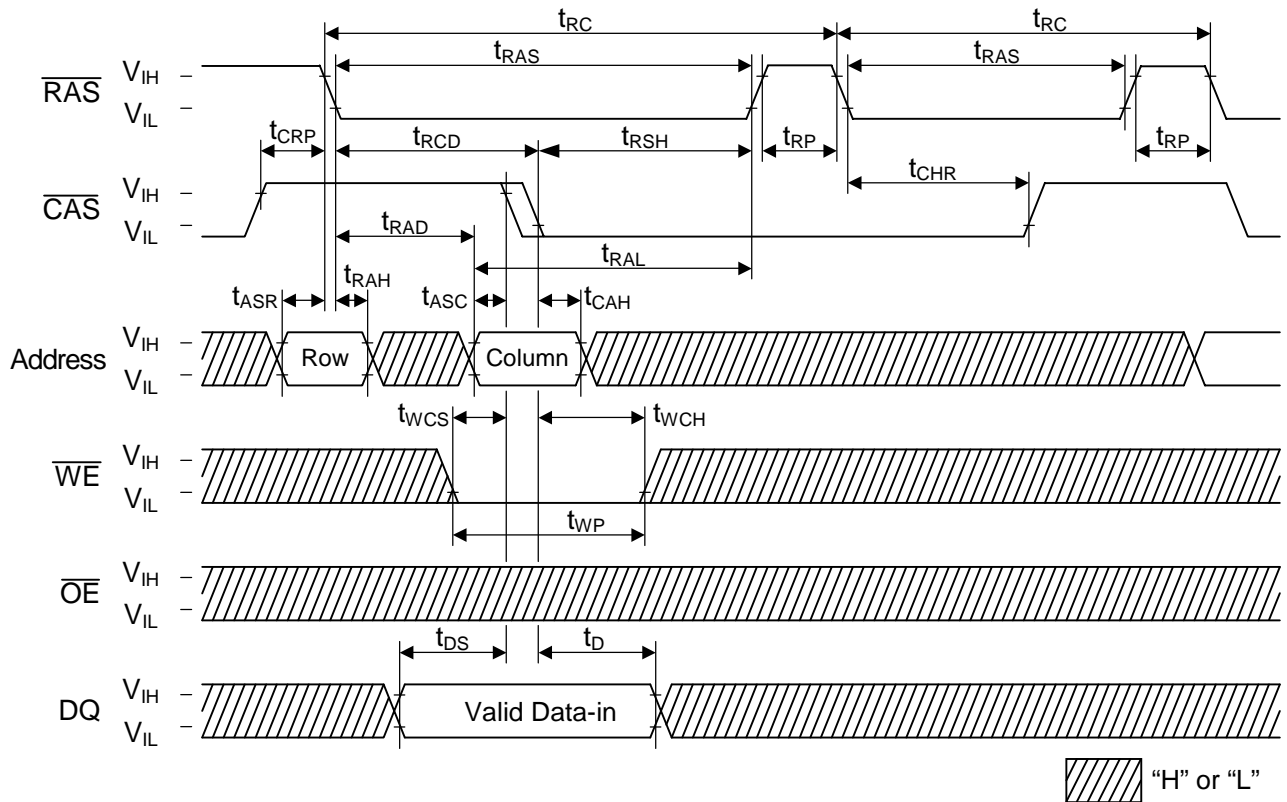 tRC tRC
tRAS tRAS
RAS VIH
VIL
tCRP tRCD tRSH tRP tRP
tCHR
CAS VIH
VIL
tRAD
tRAL
tRAH
tASR tASC tCAH
Address VIH
VIL
Row Column
tWCS tWCH
WE VIH
VIL
tWP
OE VIH
VIL
tDS tD
DQ VIH
VIL
Valid Data-in
“H” or “L”